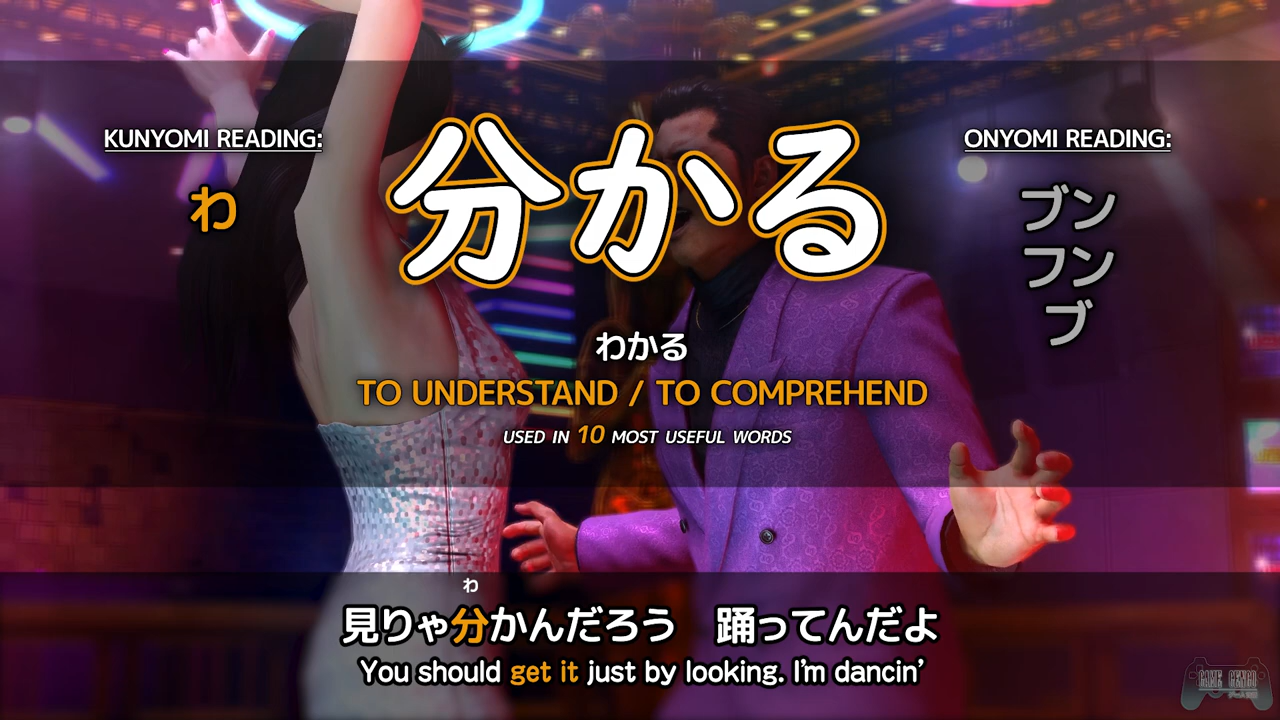 KUNYOMI READING:
わ
分かる
ONYOMI READING:
ブン
フン
ブ
わかる
TO UNDERSTAND / TO COMPREHEND
USED IN 10 MOST USEFUL WORDS
わ
見りゃ分かんだろう 踊ってんだよ
You should get it just by looking. I'm dancin'
GAME GENGO